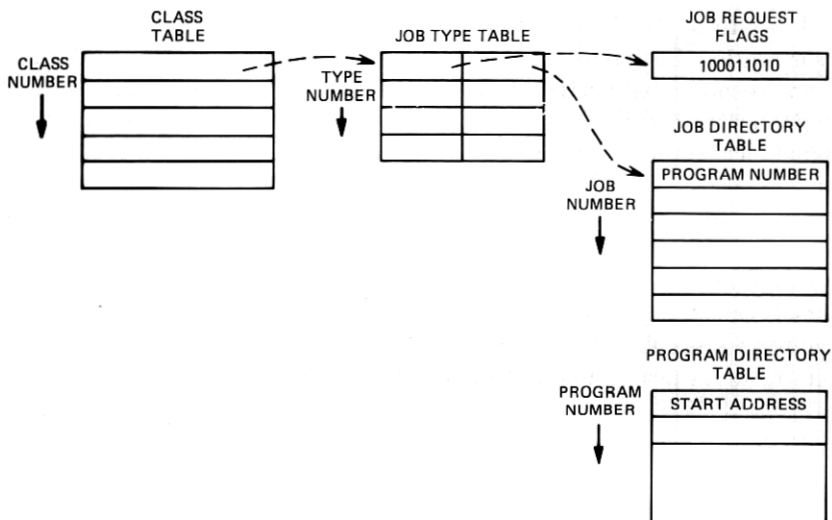 CLASS
TABLE
CLASS
NUMBER
JOB TYPE TABLE
TYPE
NUMBER
JOB REQUEST
FLAGS
100011010
JOB DIRECTORY
TABLE
PROGRAM NUMBER
JOB
NUMBER
PROGRAM DIRECTORY
TABLE
PROGRAM
NUMBER
START ADDRESS